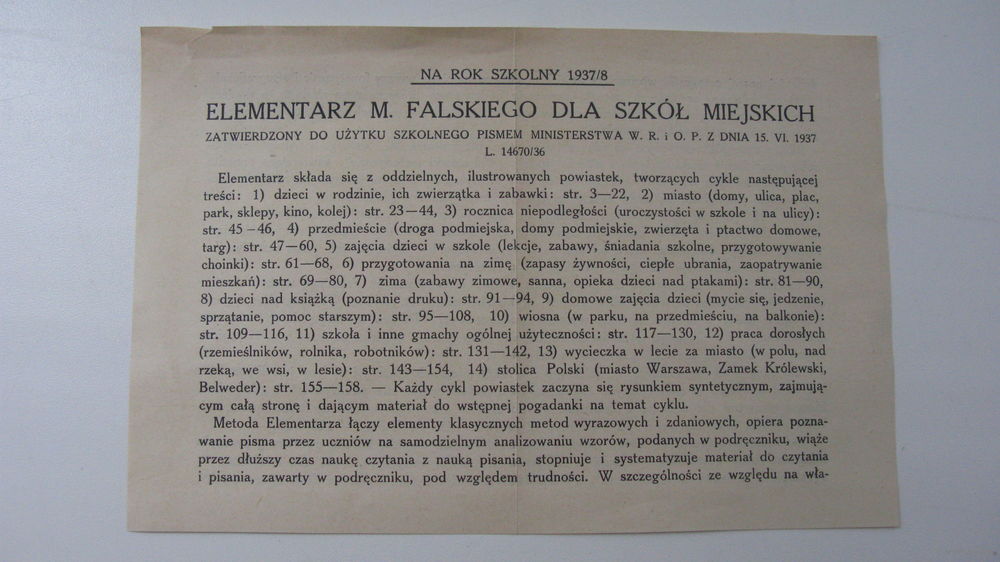 NA ROK SZKOLNY 1937/8
ELEMENTARZ M. FALSKIEGO DLA SZKÓŁ MIEJSKICH
ZATWIERDZONY DO UŻYTKU SZKOLNEGO PISMEM MINISTERSTWA W. R. i O. P. Z DNIA 15. VI. 1937
L. 14670/36
Elementarz składa się z oddzielnych, ilustrowanych powiastek, tworzących cykle następującej
treści: 1) dzieci w rodzinie, ich zwierzątka i zabawki: str. 3—22, 2) miasto (domy, ulica, plac,
park, sklepy, kino, kolej): str. 23—44, 3) rocznica niepodległości (uroczystości w szkole i na ulicy):
str. 45—46, 4) przedmieście (droga podmiejska, domy podmiejskie, zwierzęta i ptactwo domowe,
targ): str. 47—60, 5) zajęcia dzieci w szkole (lekcje, zabawy, śniadania szkolne, przygotowywanie
choinki): str. 61—68, 6) przygotowania na zimę (zapasy żywności, ciepłe ubrania, zaopatrywanie
mieszkań): str. 69—80, 7) zima (zabawy zimowe, sanna, opieka dzieci nad ptakami): str. 81—90,
8) dzieci nad książką (poznanie druku): str. 91—94, 9) domowe zajęcia dzieci (mycie się, jedzenie,
sprzątanie, pomoc starszym): str. 95—108, 10) wiosna (w parku, na przedmieściu, na balkonie):
str. 109—116, 11) szkoła i inne gmachy ogólnej użyteczności: str. 117—130, 12) praca dorosłych
(rzemieślników, rolnika, robotników): str. 131—142, 13) wycieczka w lecie za miasto (w polu, nad
rzeką, we wsi, w lesie): str. 143—154, 14) stolica Polski (miasto Warszawa, Zamek Królewski,
Belweder): str. 155—158. — Każdy cykl powiastek zaczyna się rysunkiem syntetycznym, zajmują-
cym całą stronę i dającym materiał do wstępnej pogadanki na temat cyklu.
Metoda Elementarza łączy elementy klasycznych metod wyrazowych i zdaniowych, opiera pozna-
wanie pisma przez uczniów na samodzielnym analizowaniu wzorów, podanych w podręczniku, wiąże
przez dłuższy czas naukę czytania z nauką pisania, stopniuje i systematyzuje materiał do czytania
i pisania, zawarty w podręczniku, pod względem trudności. W szczególności ze względu na wła-